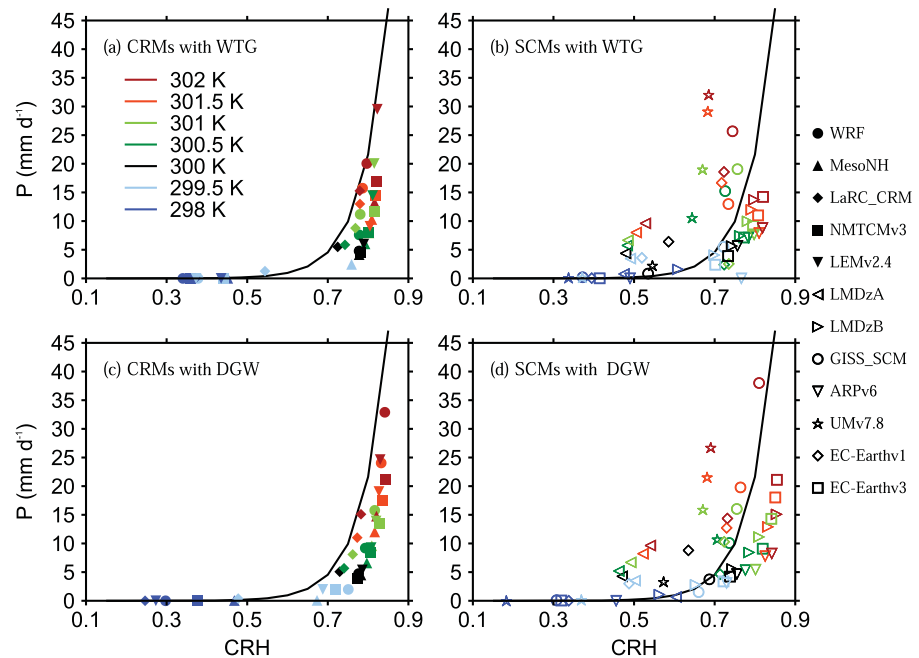 45
40
35
30
25
20
15
10
5
0
P (mm d⁻¹)
(a) CRMs with WTG
302 K
301.5 K
301 K
300.5 K
300 K
299.5 K
298 K
0.1 0.3 0.5 0.7 0.9
45
40
35
30
25
20
15
10
5
0
(b) SCMs with WTG
0.1 0.3 0.5 0.7 0.9
45
40
35
30
25
20
15
10
5
0
P (mm d⁻¹)
(c) CRMs with DGW
0.1 0.3 0.5 0.7 0.9
CRH
45
40
35
30
25
20
15
10
5
0
(d) SCMs with DGW
0.1 0.3 0.5 0.7 0.9
CRH
WRF
MesoNH
LaRC_CRM
NMTCMv3
LEMv2.4
LMDzA
LMDzB
GISS_SCM
ARPv6
UMv7.8
EC-Earthv1
EC-Earthv3